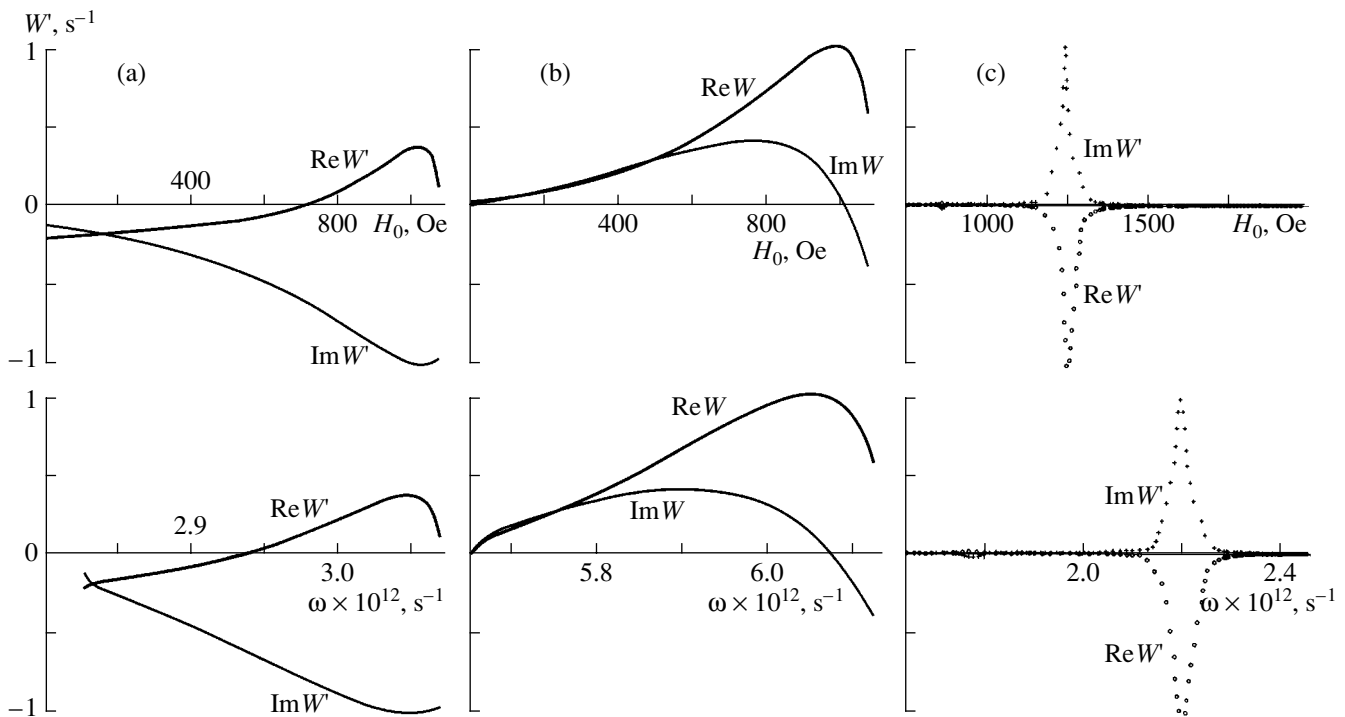 W', s⁻¹
1
(a)
ReW'
400
0
800 H₀, Oe
ImW'
−1
(b)
ReW
ImW
400
800
H₀, Oe
(c)
ImW'
1000
1500
H₀, Oe
ReW'
1
ReW'
2.9
0
3.0
ω × 10¹², s⁻¹
ImW'
−1
ReW
ImW
5.8
6.0
ω × 10¹², s⁻¹
ImW'
2.0
2.4
ω × 10¹², s⁻¹
ReW'